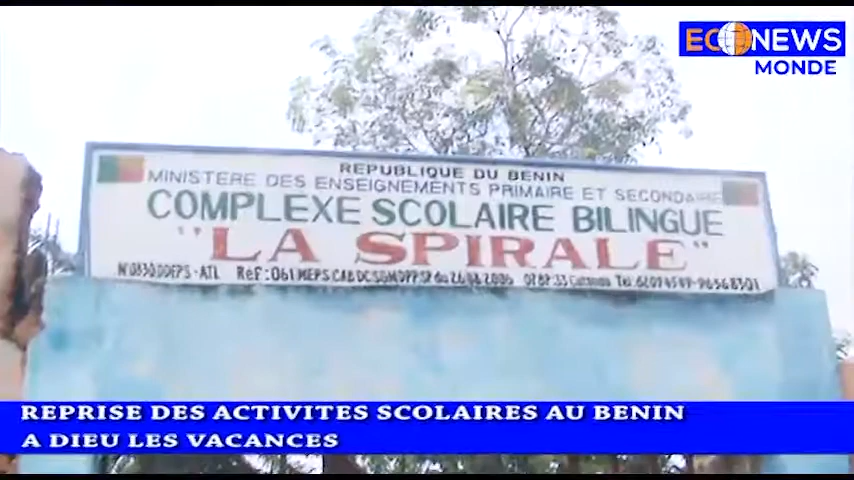 ECONEWS
MONDE
REPUBLIQUE DU BENIN
MINISTERE DES ENSEIGNEMENTS PRIMAIRE ET SECONDAIRE
COMPLEXE SCOLAIRE BILINGUE
"LA SPIRALE"
REPRISE DES ACTIVITES SCOLAIRES AU BENIN
A DIEU LES VACANCES